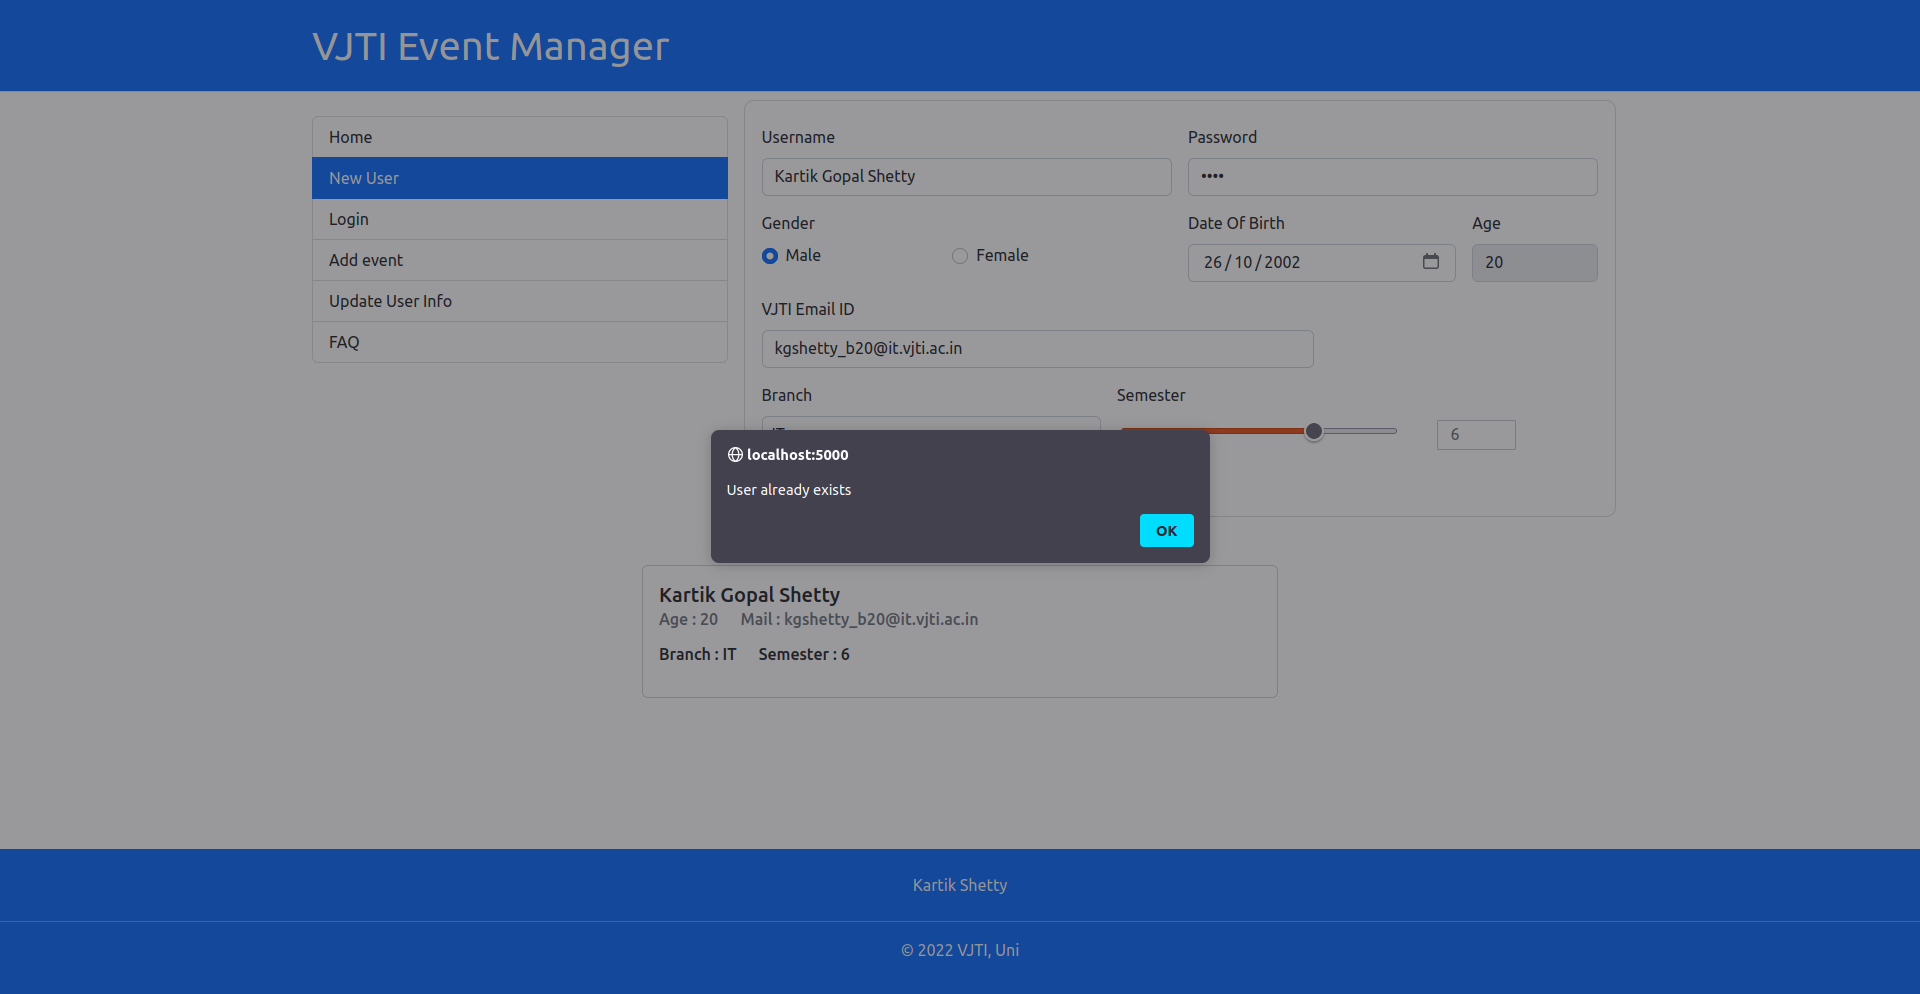 VJTI Event Manager
Home
New User
Login
Add event
Update User Info
FAQ
Username Password
Kartik Gopal Shetty ••••
Gender Date Of Birth Age
Male Female 26/10/2002 20
VJTI Email ID
kgshetty_b20@it.vjti.ac.in
Branch Semester
6
localhost:5000
User already exists
OK
Kartik Gopal Shetty
Age : 20 Mail : kgshetty_b20@it.vjti.ac.in
Branch : IT Semester : 6
Kartik Shetty
© 2022 VJTI, Uni